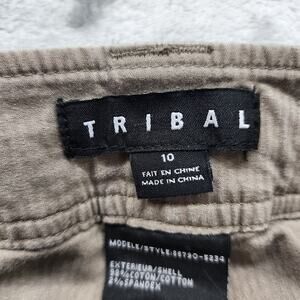 TRIBAL
10
FAIT EN CHINE
MADE IN CHINA
MODELE/STYLE:
EXTERIEUR/SHELL
98%COTON/COTTON
2%SPANDEX